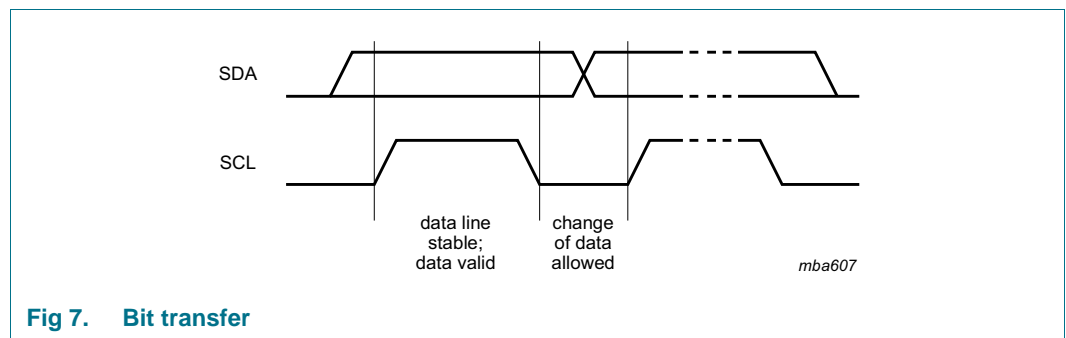 SDA
SCL
data line
stable;
data valid
change
of data
allowed
mba607
Fig 7. Bit transfer